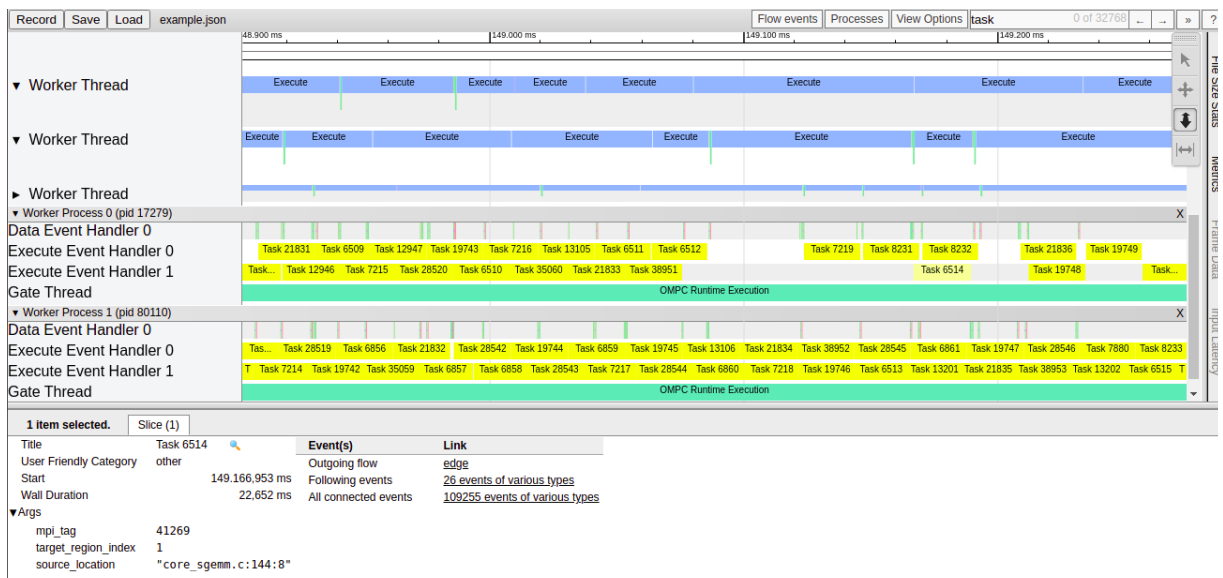 Record Save Load example.json Flow events Processes View Options task 0 of 32768 ← → » ?
48.900 ms 149.000 ms 149.100 ms 149.200 ms
▼ Worker Thread Execute Execute Execute Execute Execute Execute Execute Execute
▼ Worker Thread Execute Execute Execute Execute Execute Execute Execute Execute
► Worker Thread
▼ Worker Process 0 (pid 17279) X
Data Event Handler 0
Execute Event Handler 0 Task 21831 Task 6509 Task 12947 Task 19743 Task 7216 Task 13105 Task 6511 Task 6512 Task 7219 Task 8231 Task 8232 Task 21836 Task 19749
Execute Event Handler 1 Task... Task 12946 Task 7215 Task 28520 Task 6510 Task 35060 Task 21833 Task 38951 Task 6514 Task 19748 Task...
Gate Thread OMPC Runtime Execution
▼ Worker Process 1 (pid 80110) X
Data Event Handler 0
Execute Event Handler 0 Tas... Task 28519 Task 6856 Task 21832 Task 28542 Task 19744 Task 6859 Task 19745 Task 13106 Task 21834 Task 38952 Task 28545 Task 6861 Task 19747 Task 28546 Task 7880 Task 8233
Execute Event Handler 1 T Task 7214 Task 19742 Task 35059 Task 6857 Task 6858 Task 28543 Task 7217 Task 28544 Task 6860 Task 7218 Task 19746 Task 6513 Task 13201 Task 21835 Task 38953 Task 13202 Task 6515 T
Gate Thread OMPC Runtime Execution
File Size Stats
Metrics
Frame Data
Input Latency
1 item selected. Slice (1)
Title Task 6514 Event(s) Link
User Friendly Category other Outgoing flow edge
Start 149.166,953 ms Following events 26 events of various types
Wall Duration 22,652 ms All connected events 109255 events of various types
▼Args
mpi_tag 41269
target_region_index 1
source_location "core_sgemm.c:144:8"